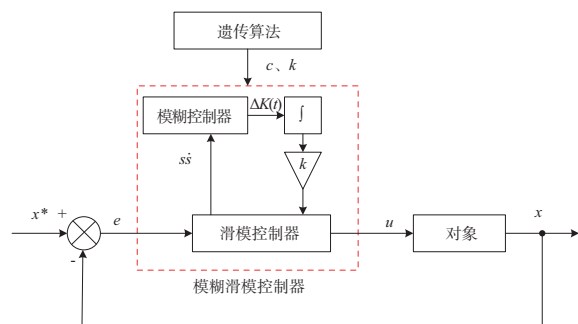 遗传算法
c、k
模糊控制器
ΔK(t)
∫
sṡ
k
x* +
e
滑模控制器
u
对象
x
-
模糊滑模控制器